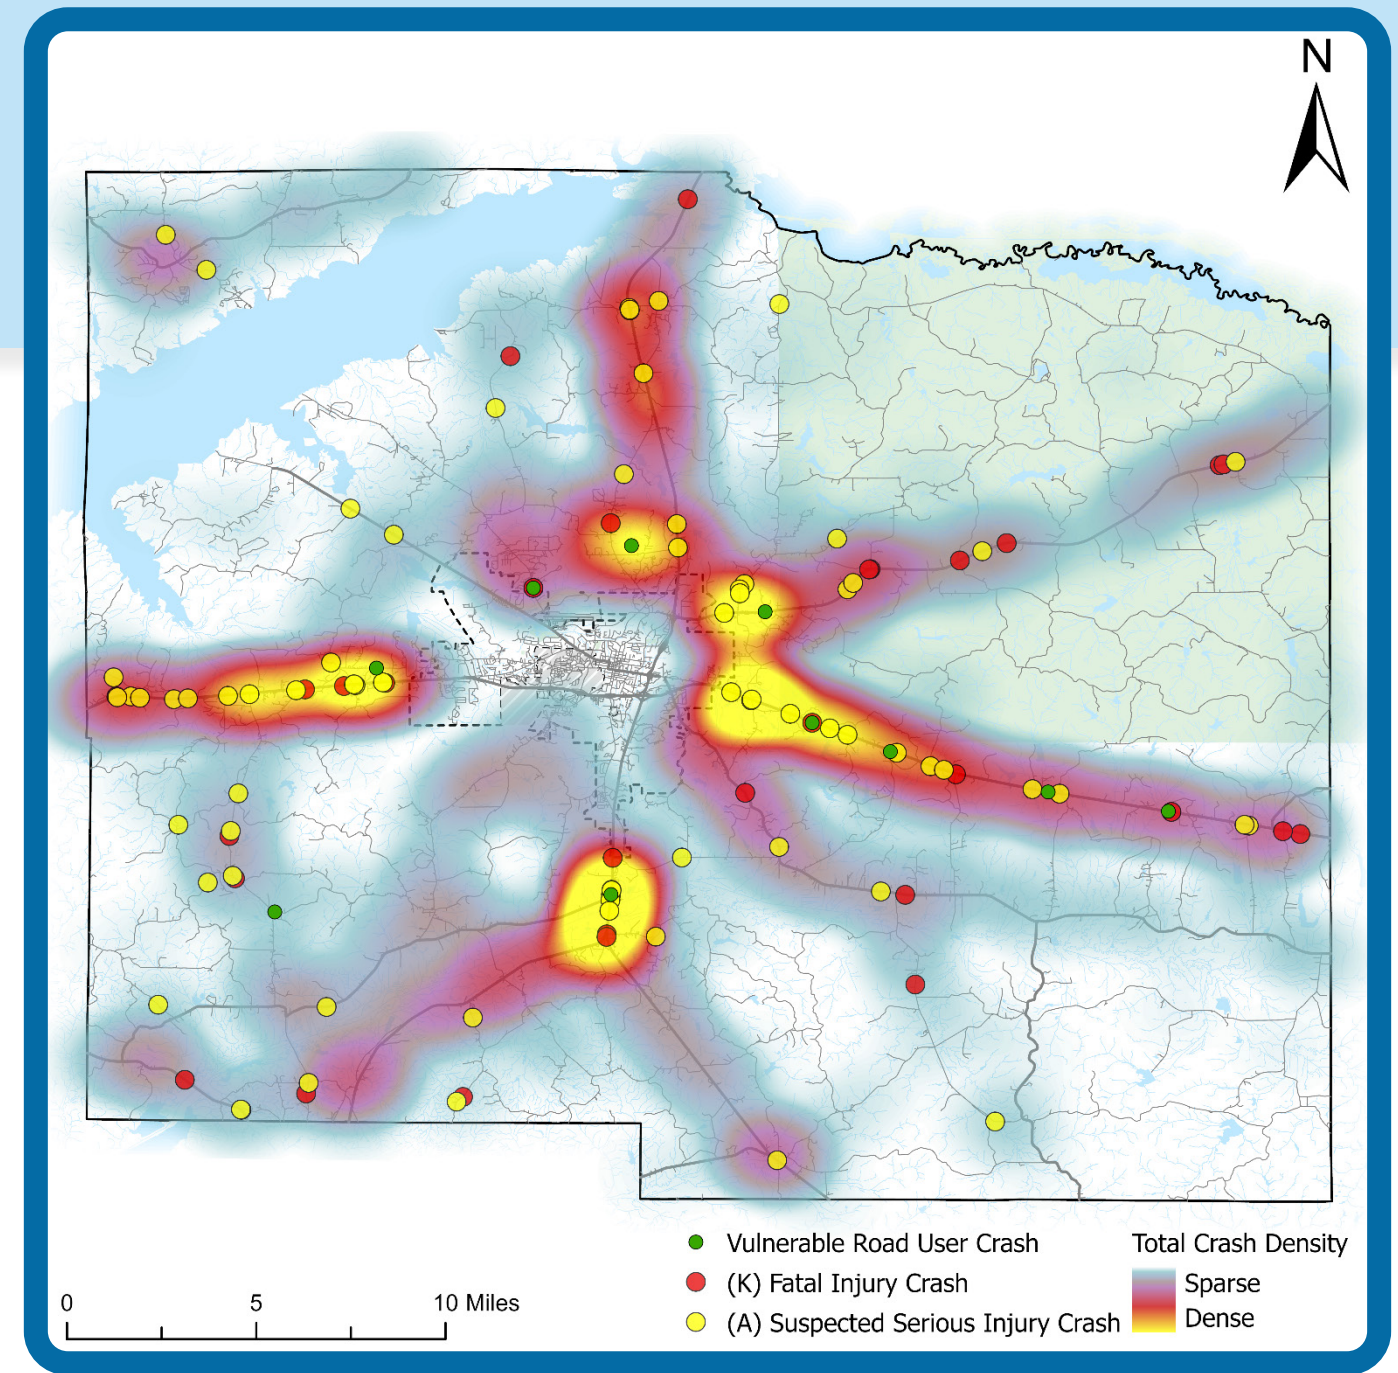 N
Vulnerable Road User Crash
(K) Fatal Injury Crash
(A) Suspected Serious Injury Crash
Total Crash Density
Sparse
Dense
0 5 10 Miles